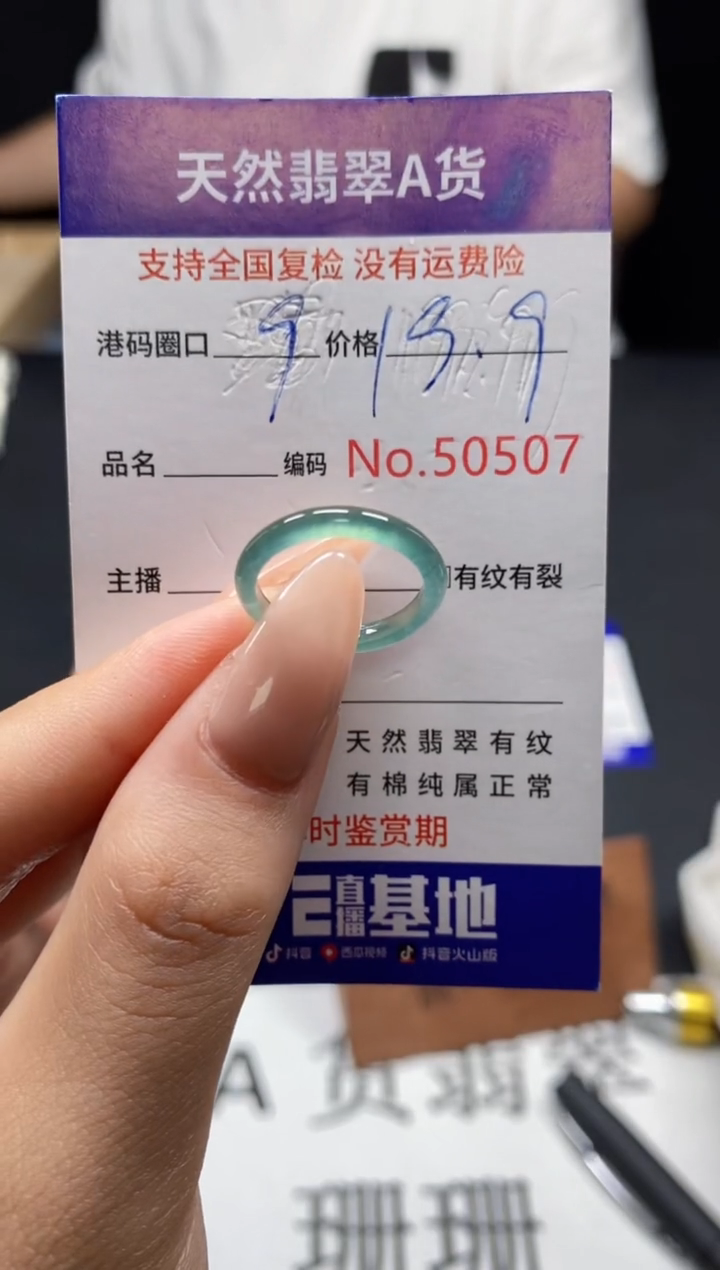 天然翡翠A货
支持全国复检 没有运费险
港码圈口 9 价格 19.9
品名 编码 No.50507
主播 有纹有裂
天然翡翠有纹
有棉纯属正常
时鉴赏期
直播基地
抖音 西瓜视频 抖音火山版
A货翡翠
珊珊